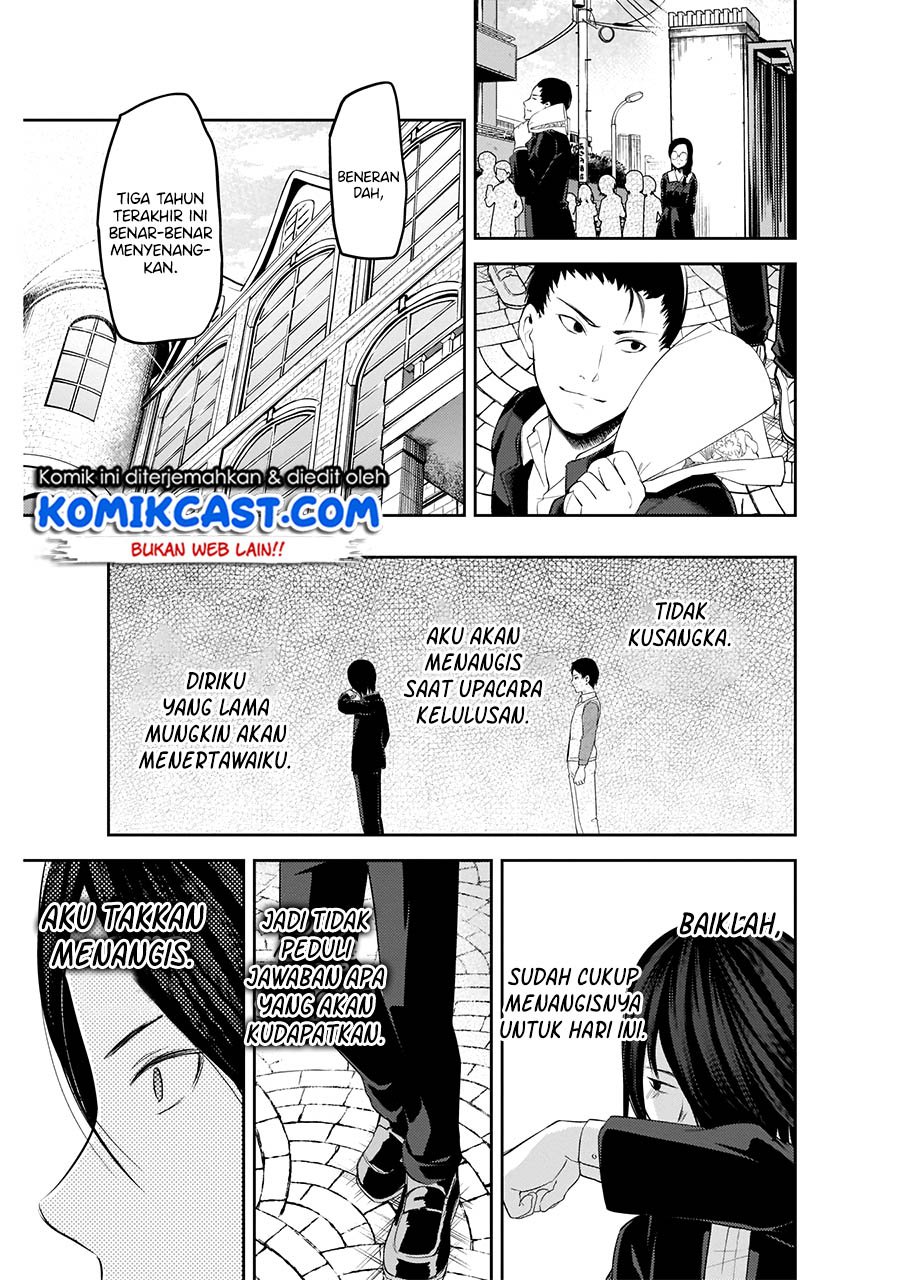 BENERAN
DAH,
TIGA TAHUN
TERAKHIR INI
BENAR-BENAR
MENYENANG-
KAN.
Komik ini diterjemahkan & diedit oleh
KOMIKCAST.COM
BUKAN WEB LAIN!!
TIDAK
KUSANGKA.
AKU AKAN
MENANGIS
SAAT UPACARA
KELULUSAN.
DIRIKU
YANG LAMA
MUNGKIN AKAN
MENERTAWAIKU.
BAIKLAH,
SUDAH CUKUP
MENANGISNYA
UNTUK HARI INI.
JADI TIDAK
PEDULI
JAWABAN APA
YANG AKAN
KUDAPATKAN.
AKU TAKKAN
MENANGIS.